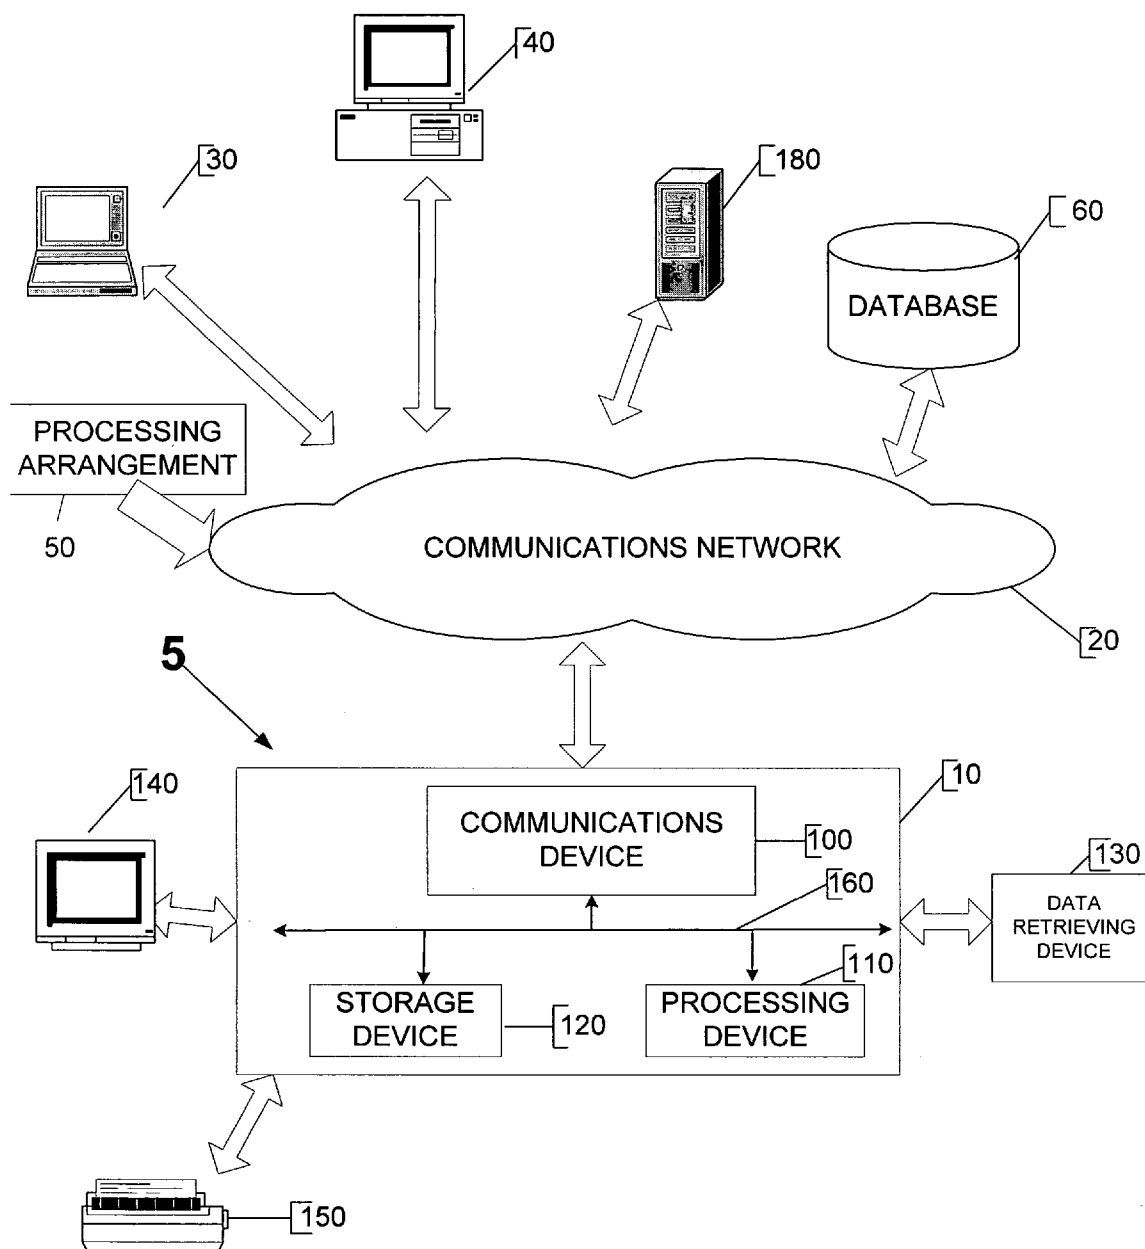 40
30
180
60
DATABASE
PROCESSING
ARRANGEMENT
50
COMMUNICATIONS NETWORK
20
5
140
10
COMMUNICATIONS
DEVICE
100
160
130
DATA
RETRIEVING
DEVICE
110
STORAGE
DEVICE
120
PROCESSING
DEVICE
150